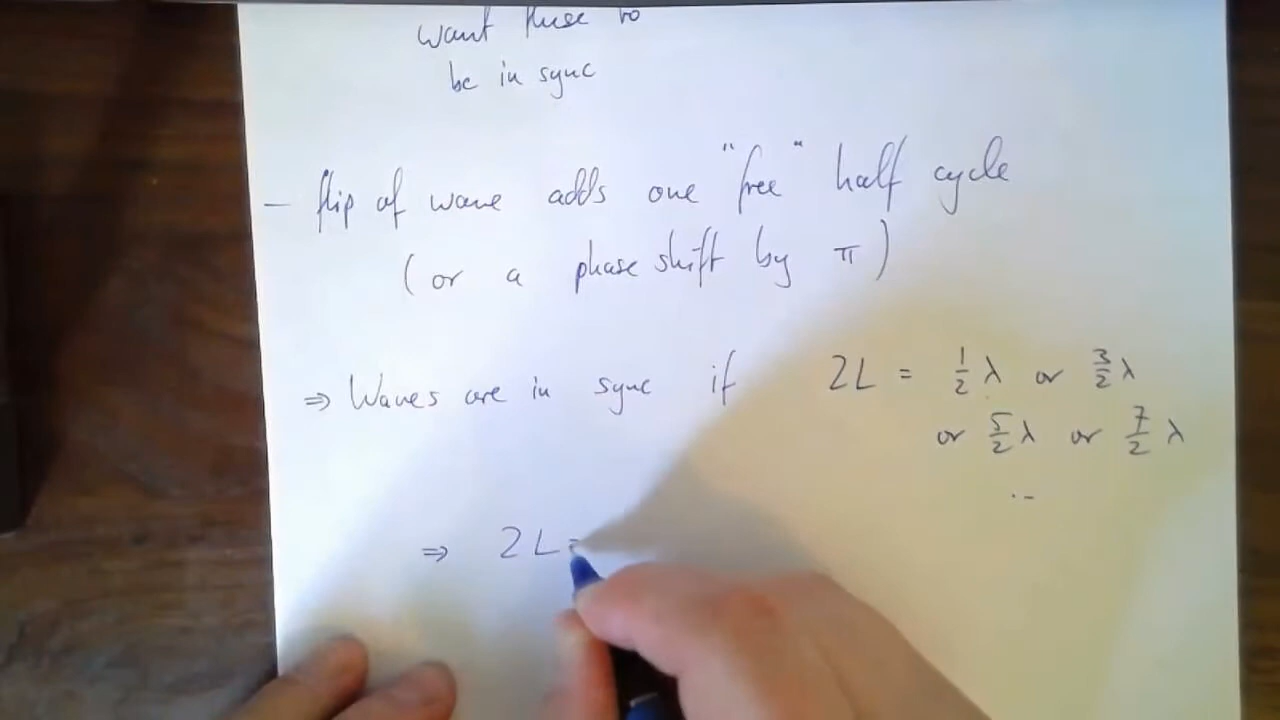 want these to
be in sync
— flip of wave adds one "free" half cycle
(or a phase shift by π)
⇒ Waves are in sync if 2L = 1/2 λ or 3/2 λ
or 5/2 λ or 7/2 λ
...
⇒ 2L =